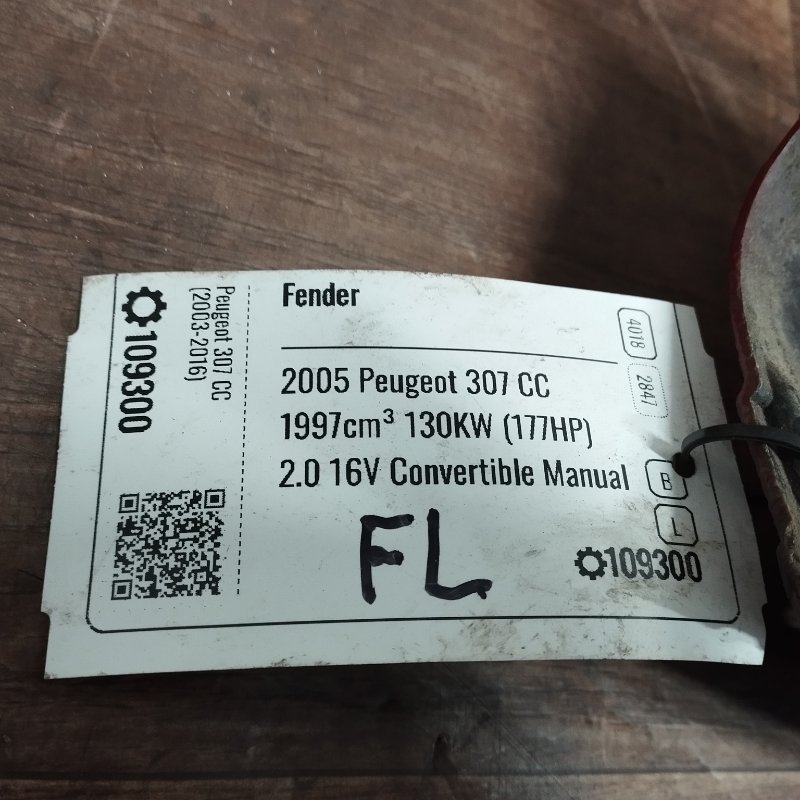 109300
Peugeot 307 CC
(2003-2016)
Fender
2005 Peugeot 307 CC
1997cm³ 130KW (177HP)
2.0 16V Convertible Manual
FL
4018
2847
B
L
109300